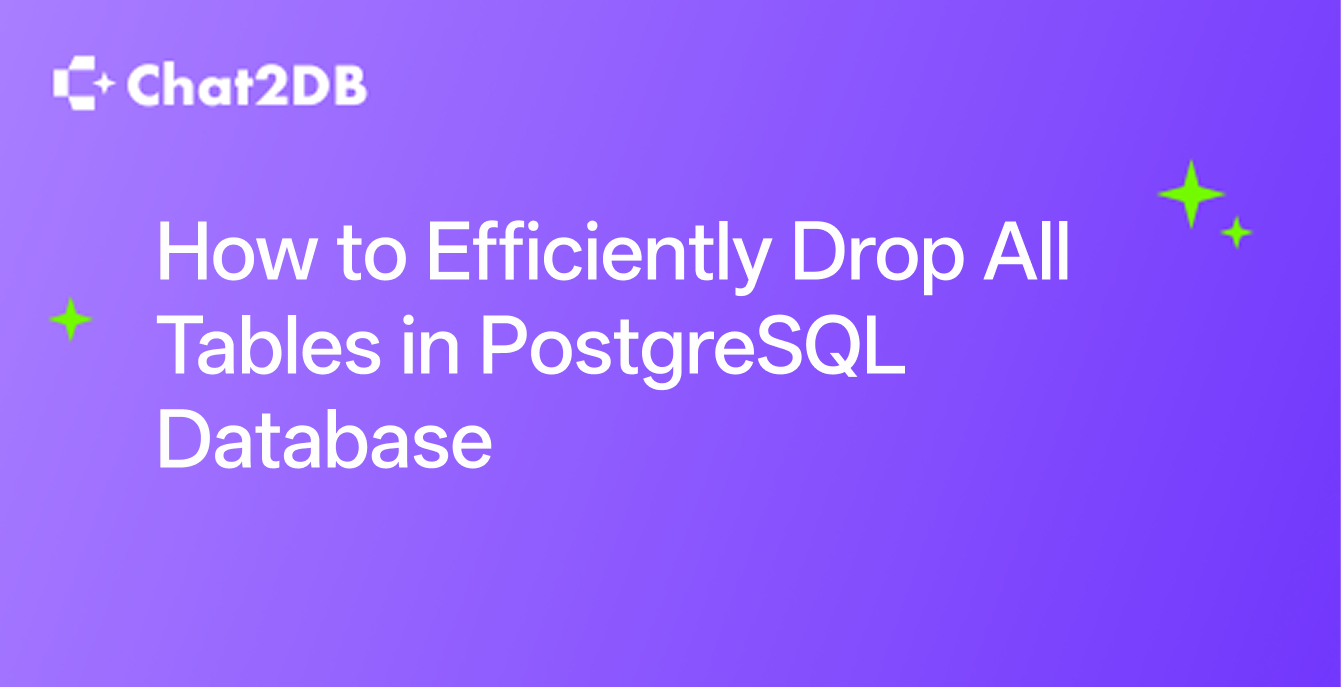 Chat2DB
How to Efficiently Drop All
Tables in PostgreSQL
Database